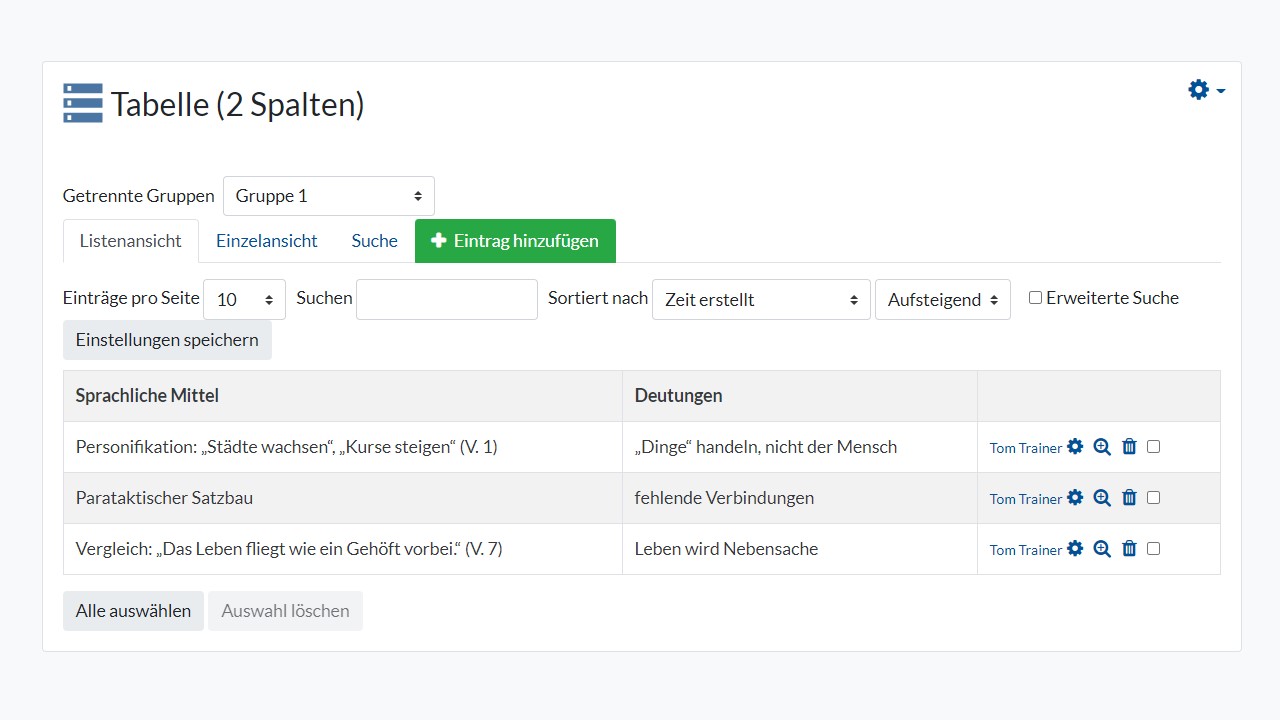 Tabelle (2 Spalten)
Getrennte Gruppen Gruppe 1
Listenansicht Einzelansicht Suche Eintrag hinzufügen
Einträge pro Seite 10 Suchen Sortiert nach Zeit erstellt Aufsteigend Erweiterte Suche
Einstellungen speichern
Sprachliche Mittel Deutungen
Personifikation: „Städte wachsen“, „Kurse steigen“ (V. 1) „Dinge“ handeln, nicht der Mensch Tom Trainer
Parataktischer Satzbau fehlende Verbindungen Tom Trainer
Vergleich: „Das Leben fliegt wie ein Gehöft vorbei.“ (V. 7) Leben wird Nebensache Tom Trainer
Alle auswählen Auswahl löschen